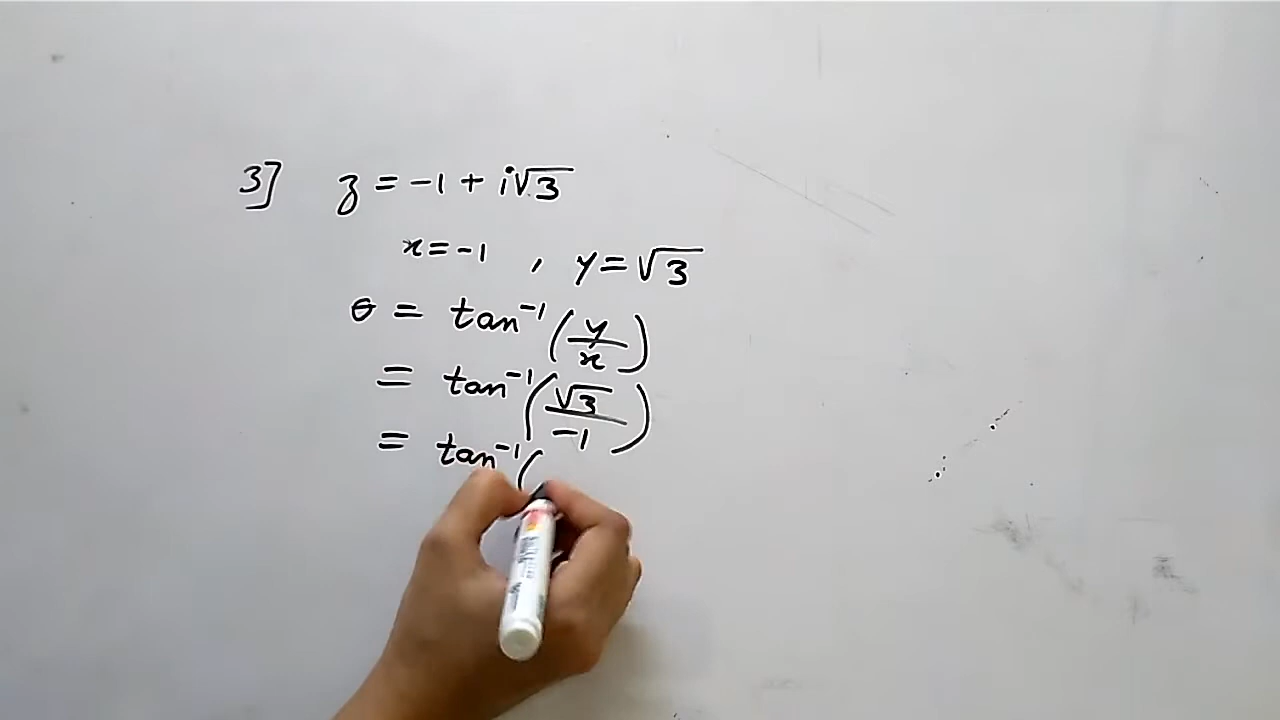 3] z = -1 + i√3
x = -1 , y = √3
θ = tan⁻¹(y/x)
= tan⁻¹(√3/-1)
= tan⁻¹(